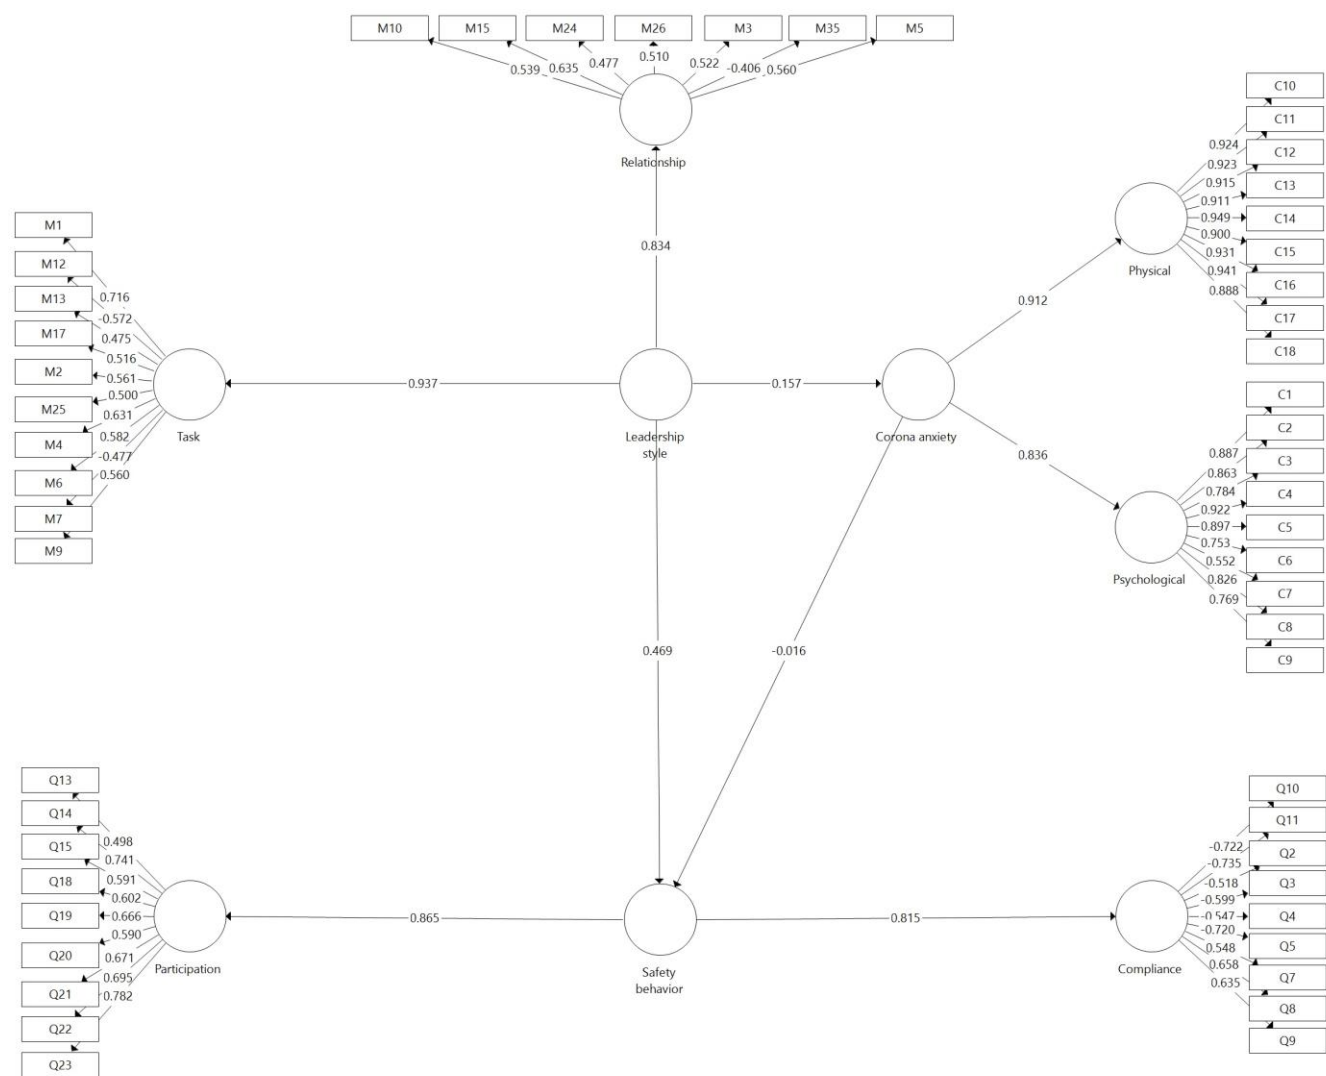 M10
M15
M24
M26
M3
M35
M5
0.539
0.635
0.477
0.510
0.522
-0.406
0.560
Relationship
0.834
M1
M12
M13
M17
M2
M25
M4
M6
M7
M9
0.716
-0.572
0.475
0.516
0.561
0.500
0.631
0.582
-0.477
0.560
Task
0.937
Leadership
style
0.157
Corona anxiety
0.912
0.836
C10
C11
C12
C13
C14
C15
C16
C17
C18
0.924
0.923
0.915
0.911
0.949
0.900
0.931
0.941
0.888
Physical
C1
C2
C3
C4
C5
C6
C7
C8
C9
0.887
0.863
0.784
0.922
0.897
0.753
0.552
0.826
0.769
Psychological
0.469
-0.016
Q13
Q14
Q15
Q18
Q19
Q20
Q21
Q22
Q23
0.498
0.741
0.591
0.602
0.666
0.590
0.671
0.695
0.782
Participation
0.865
Safety
behavior
0.815
Compliance
-0.722
-0.735
-0.518
-0.599
-0.547
-0.720
0.548
0.658
0.635
Q10
Q11
Q2
Q3
Q4
Q5
Q7
Q8
Q9